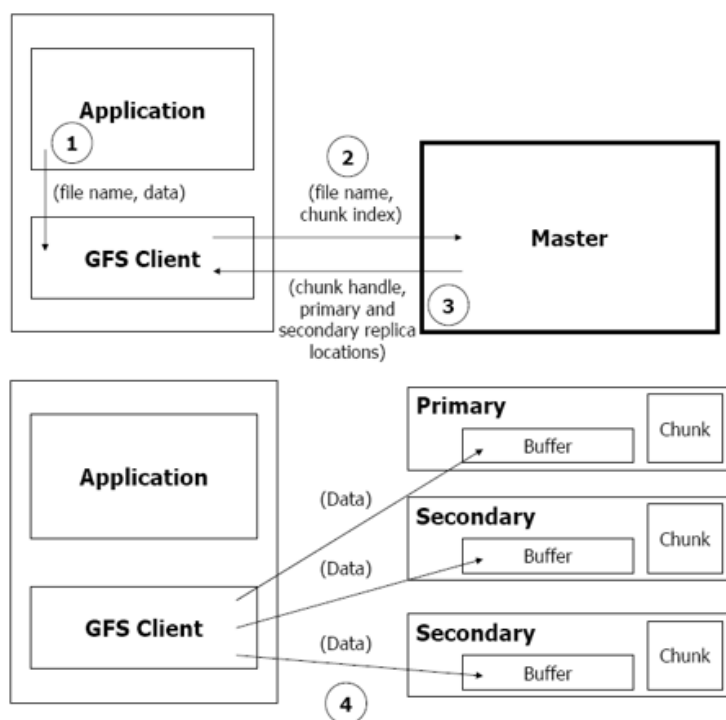 Application
1
(file name, data)
GFS Client
2
(file name,
chunk index)
Master
(chunk handle,
primary and
secondary replica
locations)
3
Application
GFS Client
(Data)
(Data)
(Data)
4
Primary
Buffer
Chunk
Secondary
Buffer
Chunk
Secondary
Buffer
Chunk